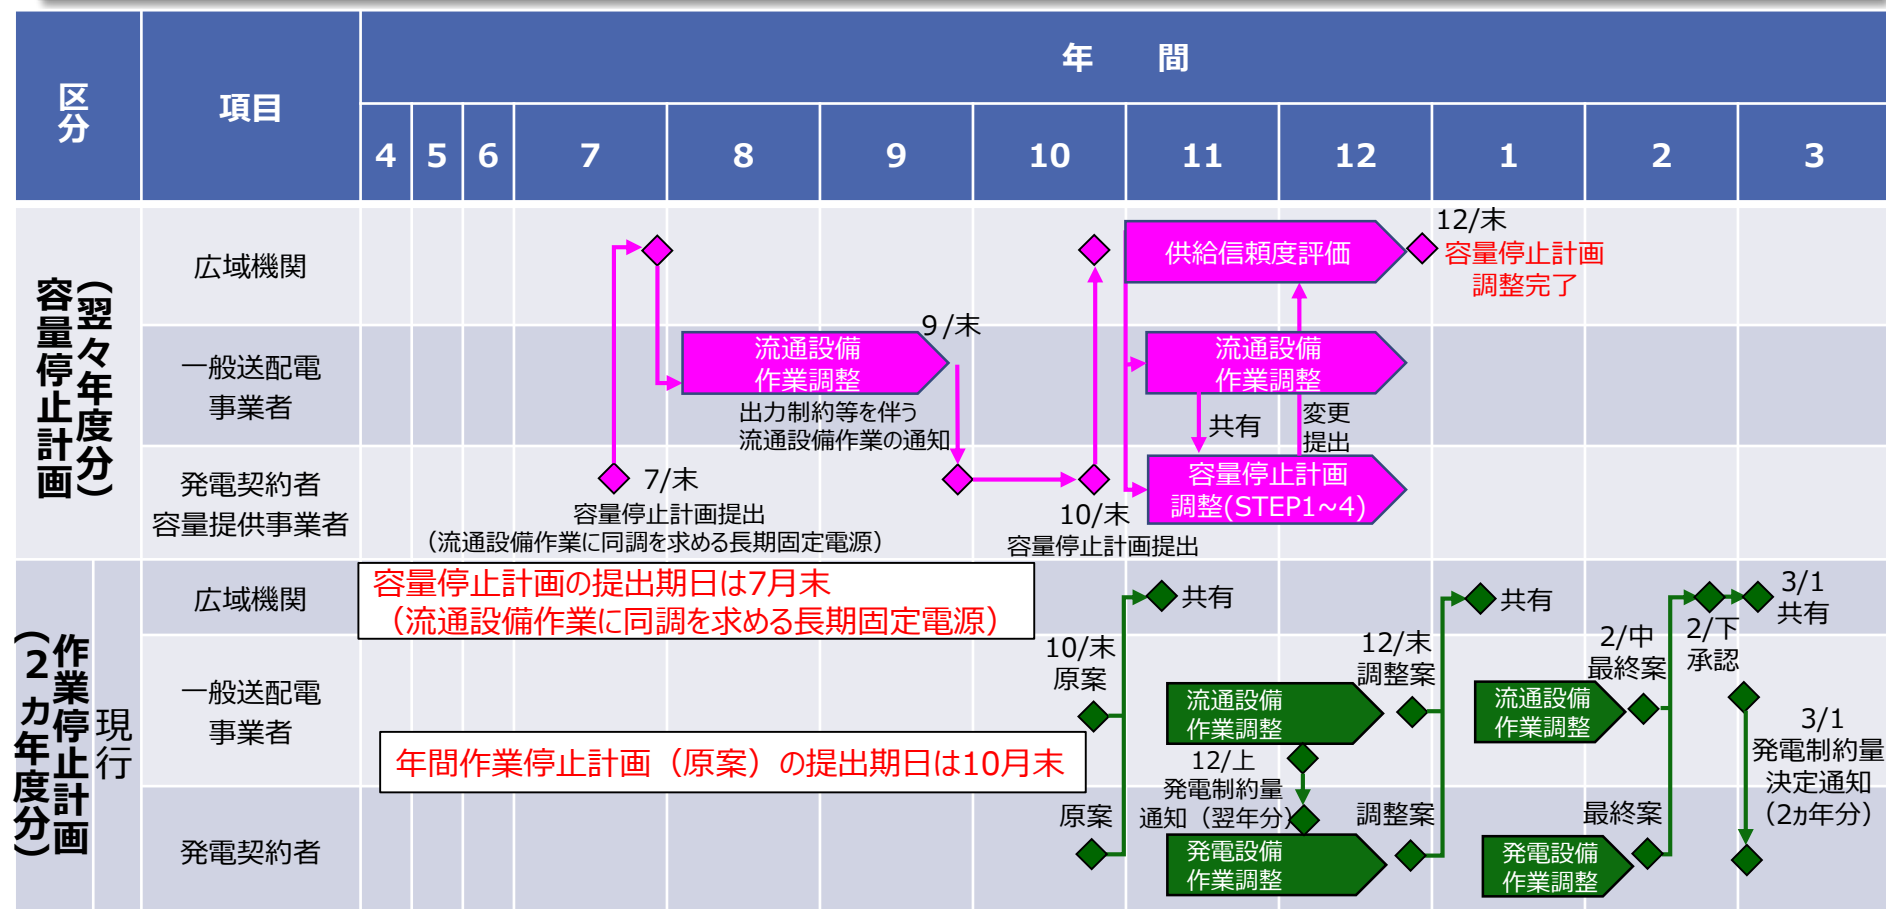 区分
項目
年 間
4 5 6 7 8 9 10 11 12 1 2 3
容量停止計画
（翌々年度分）
広域機関
供給信頼度評価
12/末
容量停止計画
調整完了
一般送配電
事業者
流通設備
作業調整
9/末
出力制約等を伴う
流通設備作業の通知
流通設備
作業調整
共有
変更
提出
発電契約者
容量提供事業者
7/末
容量停止計画提出
（流通設備作業に同調を求める長期固定電源）
10/末
容量停止計画提出
容量停止計画
調整(STEP1~4)
作業停止計画
（2カ年度分）
現行
広域機関
容量停止計画の提出期日は7月末
（流通設備作業に同調を求める長期固定電源）
共有
共有
3/1
共有
一般送配電
事業者
10/末
原案
流通設備
作業調整
12/末
調整案
流通設備
作業調整
2/中
最終案
2/下
承認
年間作業停止計画（原案）の提出期日は10月末
12/上
発電制約量
通知（翌年分）
3/1
発電制約量
決定通知
（2ヵ年分）
発電契約者
原案
発電設備
作業調整
調整案
発電設備
作業調整
最終案